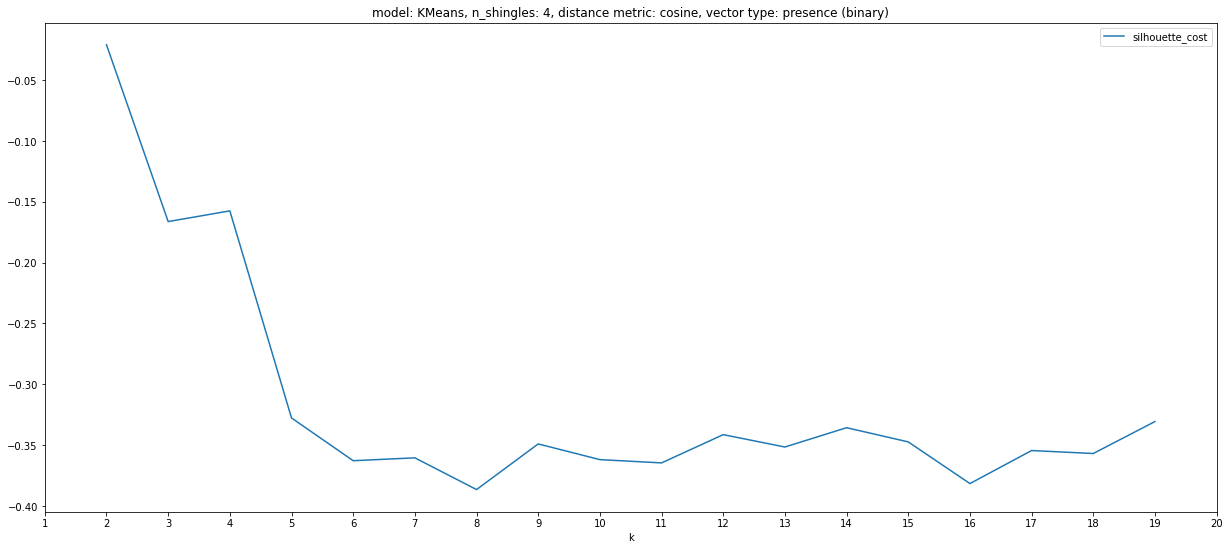 model: KMeans, n_shingles: 4, distance metric: cosine, vector type: presence (binary)
silhouette_cost
−0.05
−0.10
−0.15
−0.20
−0.25
−0.30
−0.35
−0.40
1 2 3 4 5 6 7 8 9 10 11 12 13 14 15 16 17 18 19 20
k